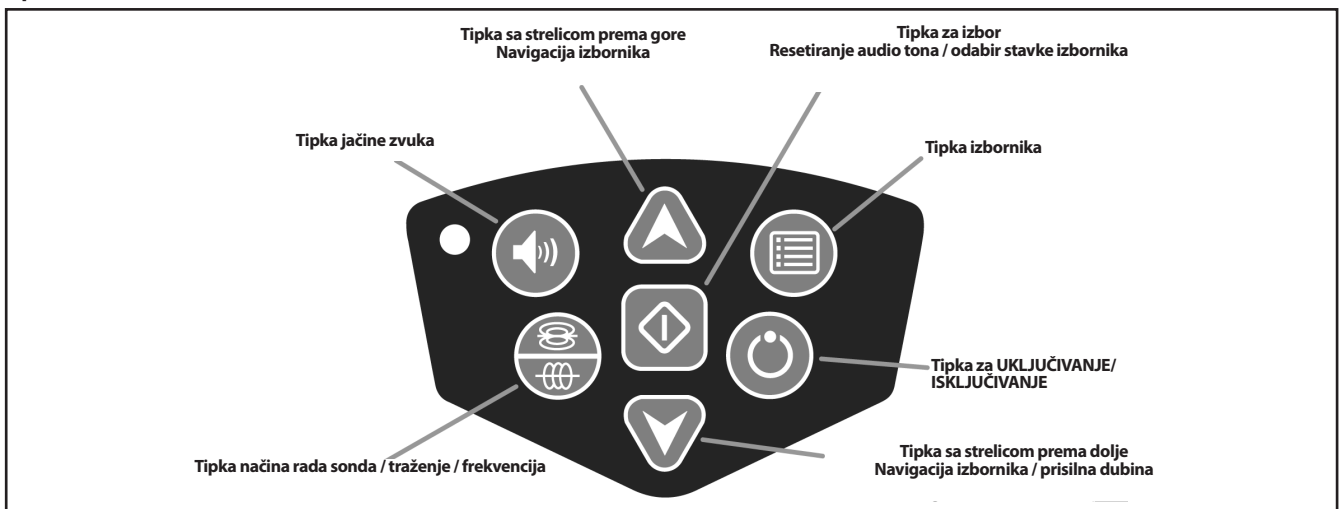 Tipka sa strelicom prema gore
Navigacija izbornika
Tipka za izbor
Resetiranje audio tona / odabir stavke izbornika
Tipka jačine zvuka
Tipka izbornika
Tipka za UKLJUČIVANJE/
ISKLJUČIVANJE
Tipka načina rada sonda / traženje / frekvencija
Tipka sa strelicom prema dolje
Navigacija izbornika / prisilna dubina